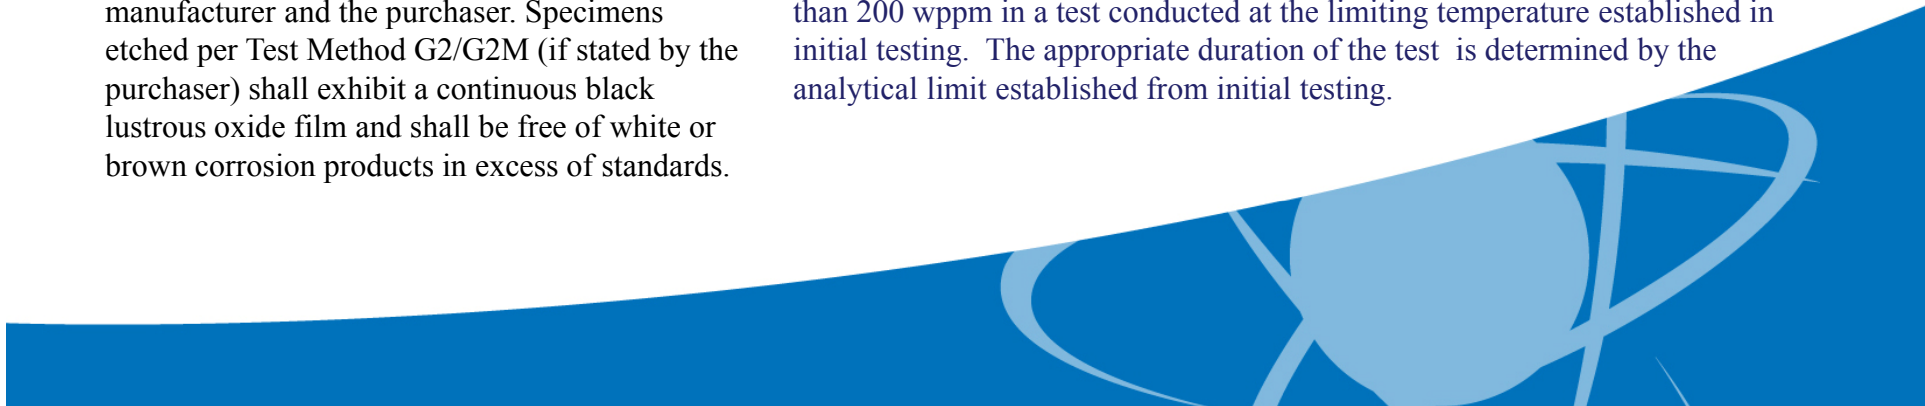 manufacturer and the purchaser. Specimens
etched per Test Method G2/G2M (if stated by the
purchaser) shall exhibit a continuous black
lustrous oxide film and shall be free of white or
brown corrosion products in excess of standards.
than 200 wppm in a test conducted at the limiting temperature established in
initial testing.  The appropriate duration of the test  is determined by the
analytical limit established from initial testing.